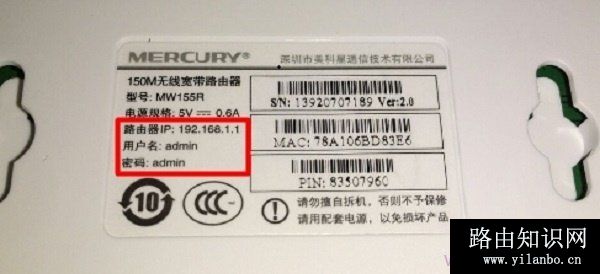 MERCURY® 深圳市美科星通信技术有限公司
150M无线宽带路由器
型号: MW155R
电源规格: 5V⎓0.6A
S/N: 13920707189 Ver:2.0
路由器IP: 192.168.1.1
用户名: admin
密码: admin
MAC: 78A106BD83E6
PIN: 83507960
10
CCC
请勿擅自拆机, 否则不予保修
请用配套电源, 以免损坏产品
路由知识网
www.yilanbo.cn